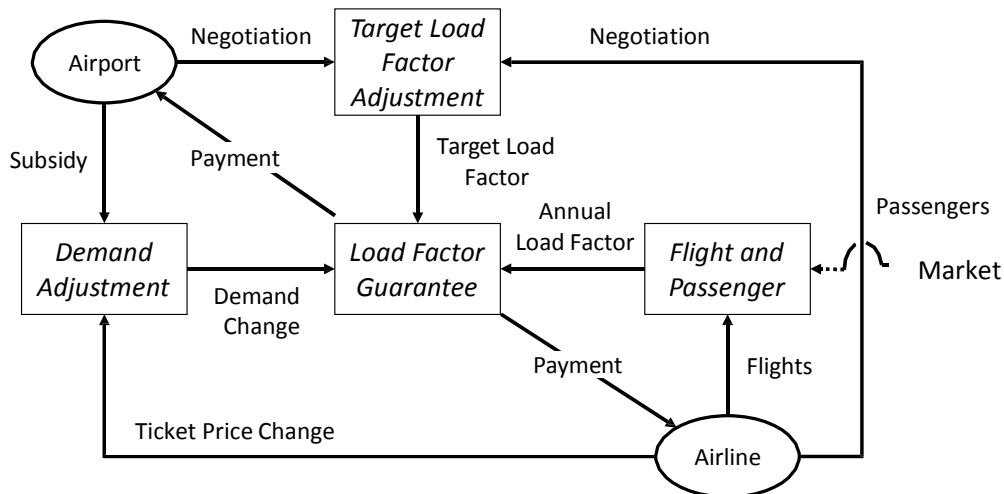 Negotiation
Target Load
Factor
Adjustment
Negotiation
Airport
Subsidy
Payment
Target Load
Factor
Passengers
Annual
Load Factor
Demand
Adjustment
Load Factor
Guarantee
Flight and
Passenger
Market
Demand
Change
Payment
Flights
Ticket Price Change
Airline